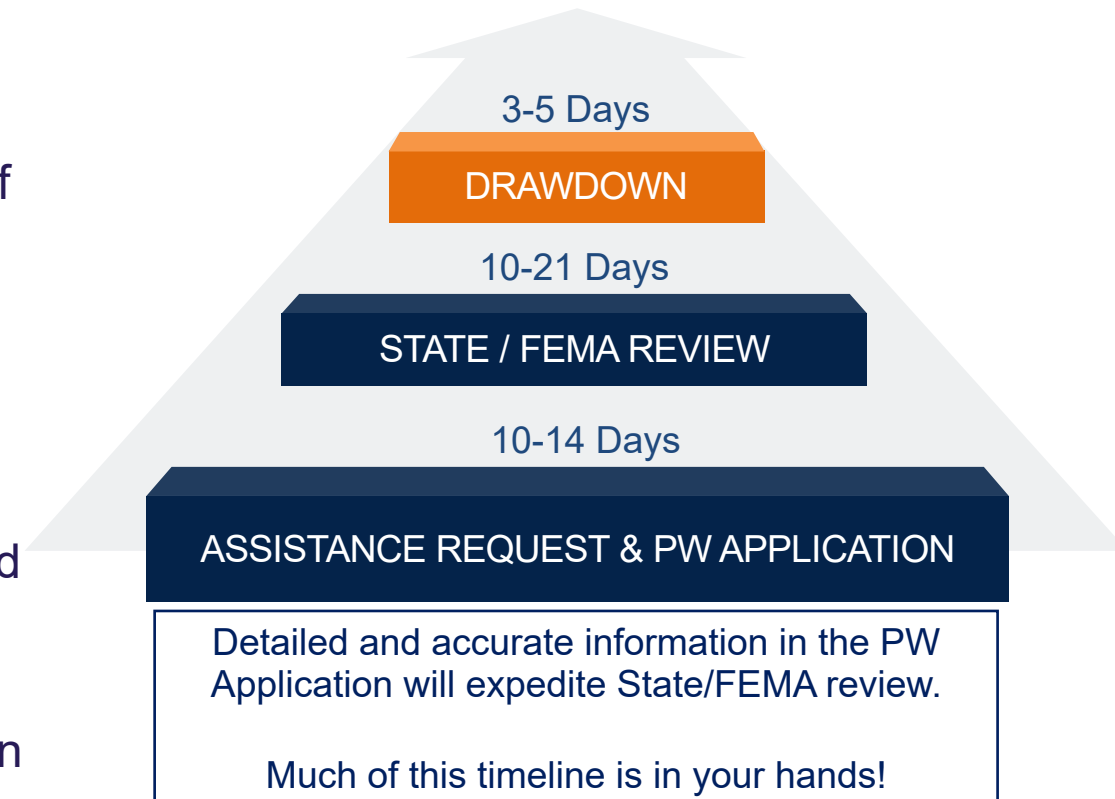 3-5 Days
DRAWDOWN
10-21 Days
STATE / FEMA REVIEW
10-14 Days
ASSISTANCE REQUEST & PW APPLICATION
Detailed and accurate information in the PW
Application will expedite State/FEMA review.
Much of this timeline is in your hands!